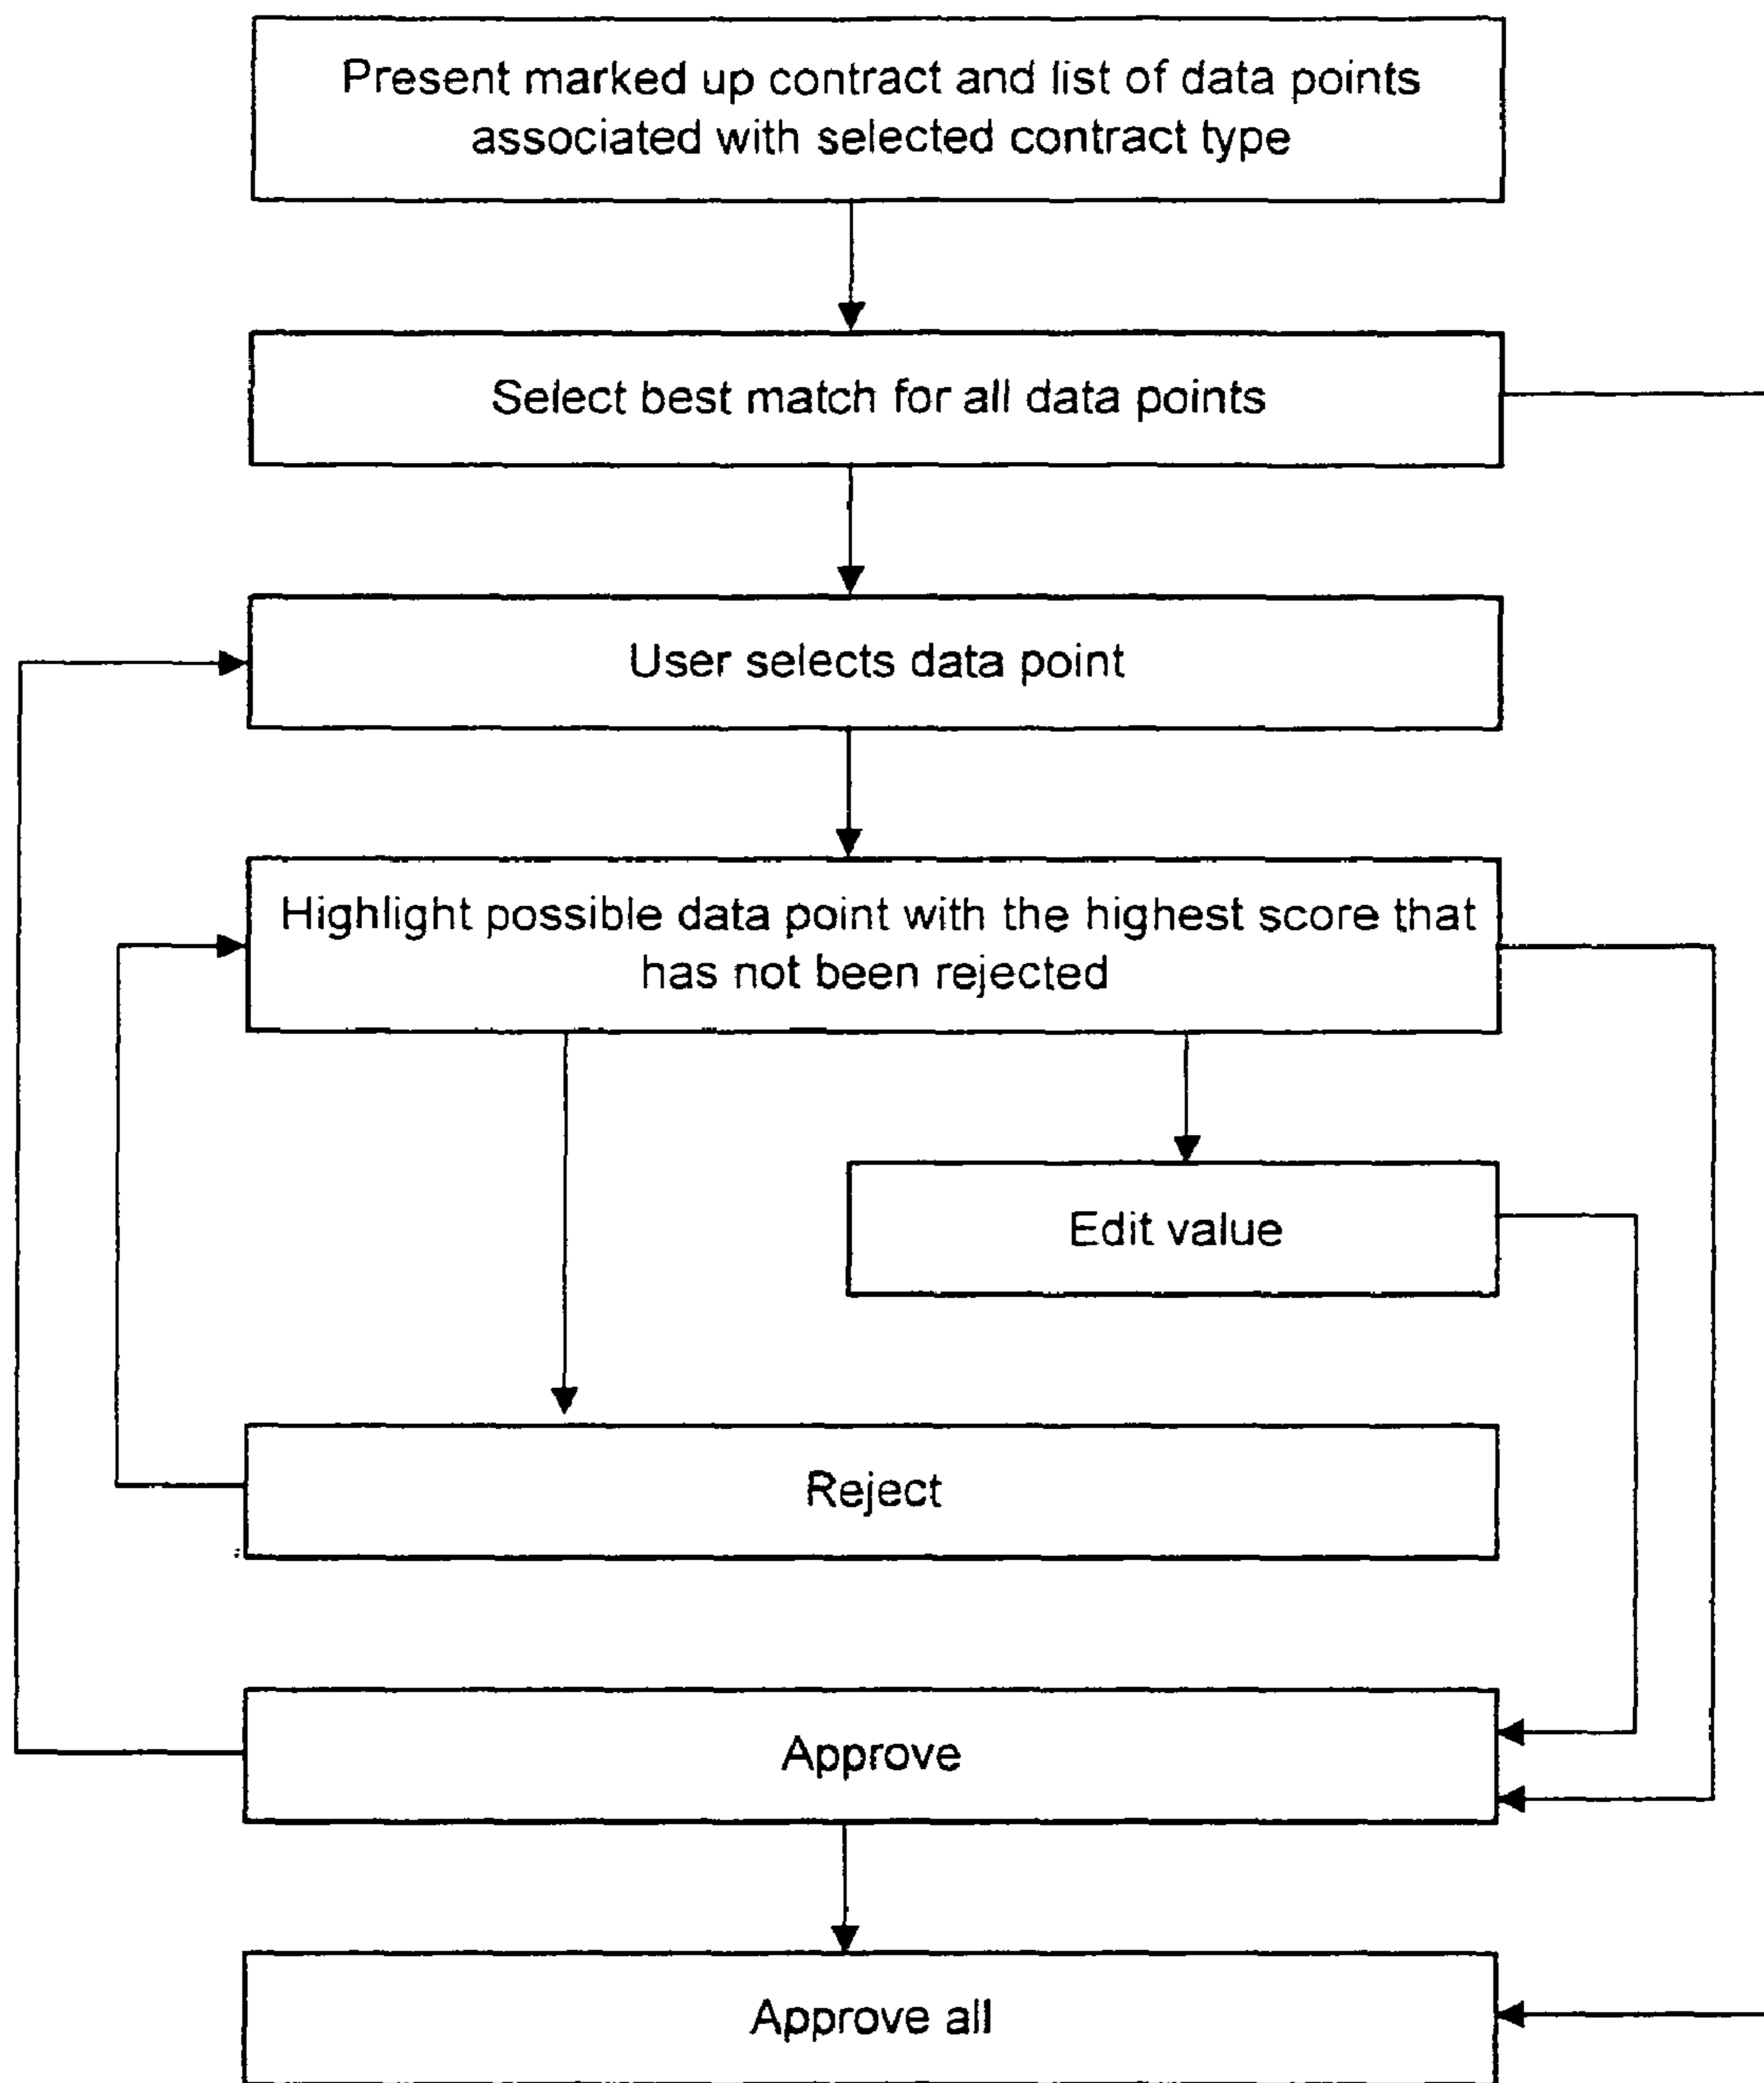 Present marked up contract and list of data points
associated with selected contract type
Select best match for all data points
User selects data point
Highlight possible data point with the highest score that
has not been rejected
Edit value
Reject
Approve
Approve all